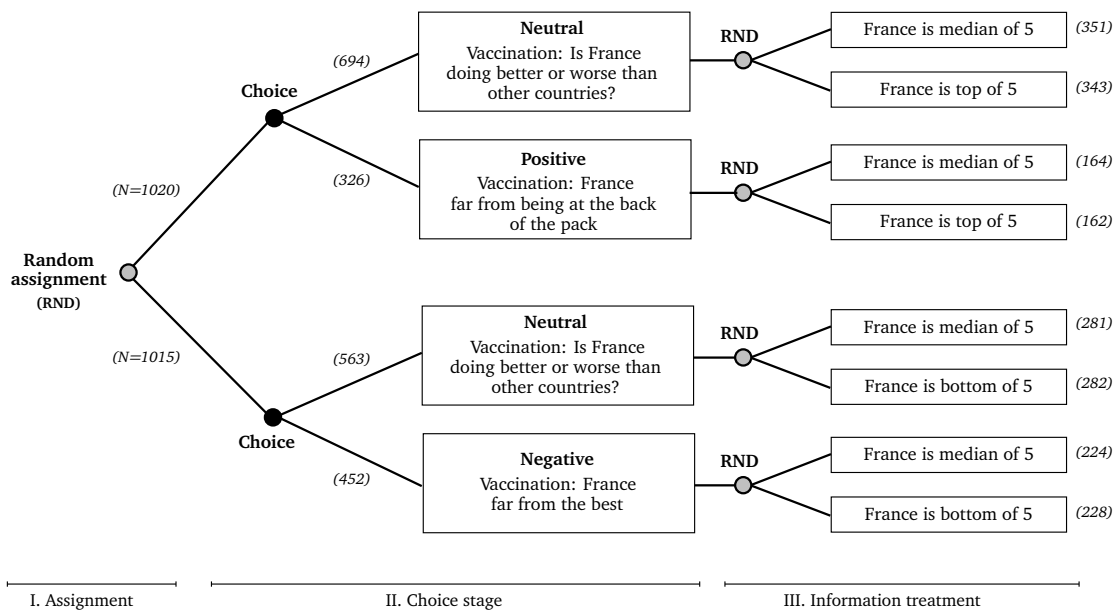 Random
assignment
(RND)
(N=1020)
(N=1015)
Choice
(694)
(326)
Neutral
Vaccination: Is France
doing better or worse than
other countries?
RND
France is median of 5
(351)
France is top of 5
(343)
Positive
Vaccination: France
far from being at the back
of the pack
RND
France is median of 5
(164)
France is top of 5
(162)
Choice
(563)
(452)
Neutral
Vaccination: Is France
doing better or worse than
other countries?
RND
France is median of 5
(281)
France is bottom of 5
(282)
Negative
Vaccination: France
far from the best
RND
France is median of 5
(224)
France is bottom of 5
(228)
I. Assignment
II. Choice stage
III. Information treatment